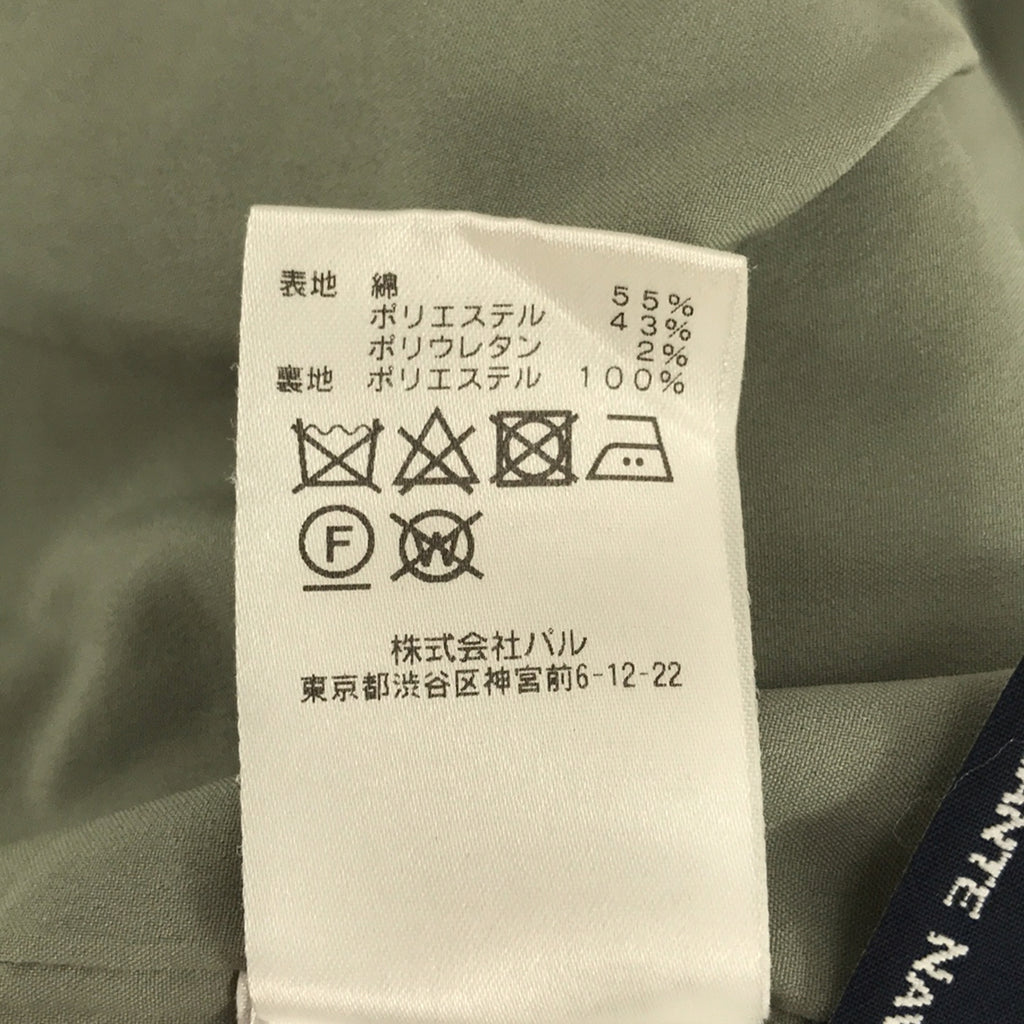 表地 綿 55%
ポリエステル 43%
ポリウレタン 2%
裏地 ポリエステル 100%
F W
株式会社パル
東京都渋谷区神宮前6-12-22